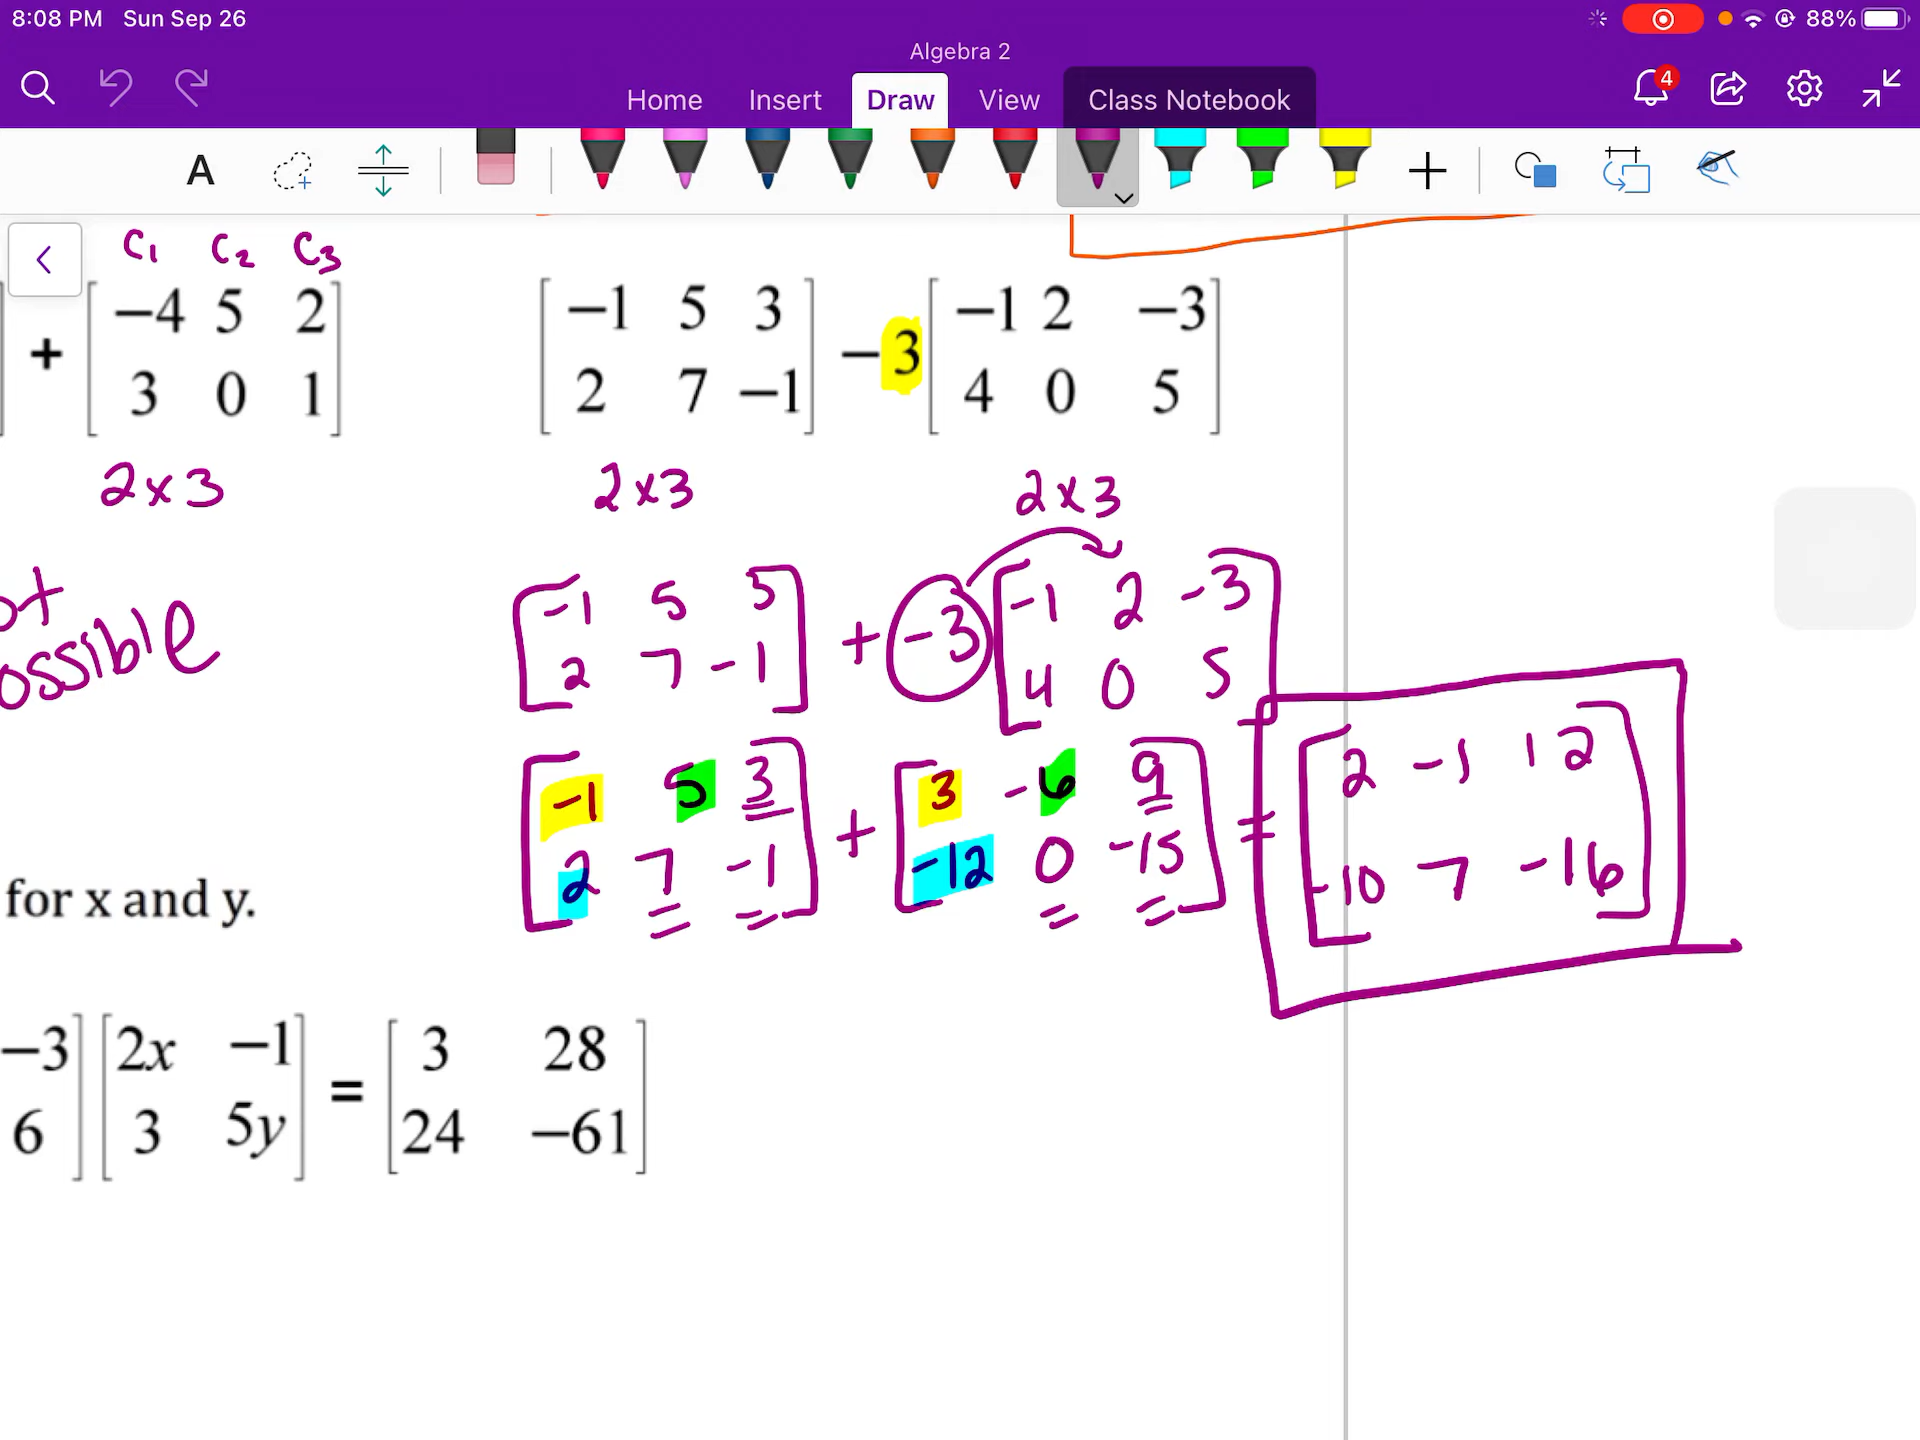 8:08 PM Sun Sep 26 88%
Algebra 2
Home Insert Draw View Class Notebook 4
A
C1 C2 C3
+ [−4 5 2] [−1 5 3] −3 [−1 2 −3]
[3 0 1] [2 7 −1] [4 0 5]
2x3 2x3 2x3
ot
ossible
[-1 5 3] + -3 [-1 2 -3]
[2 7 -1] [4 0 5]
[-1 5 3] + [3 -6 9] = [2 -1 12]
[2 7 -1] [-12 0 -15] [-10 7 -16]
for x and y.
−3] [2x −1] = [3 28]
6] [3 5y] [24 −61]